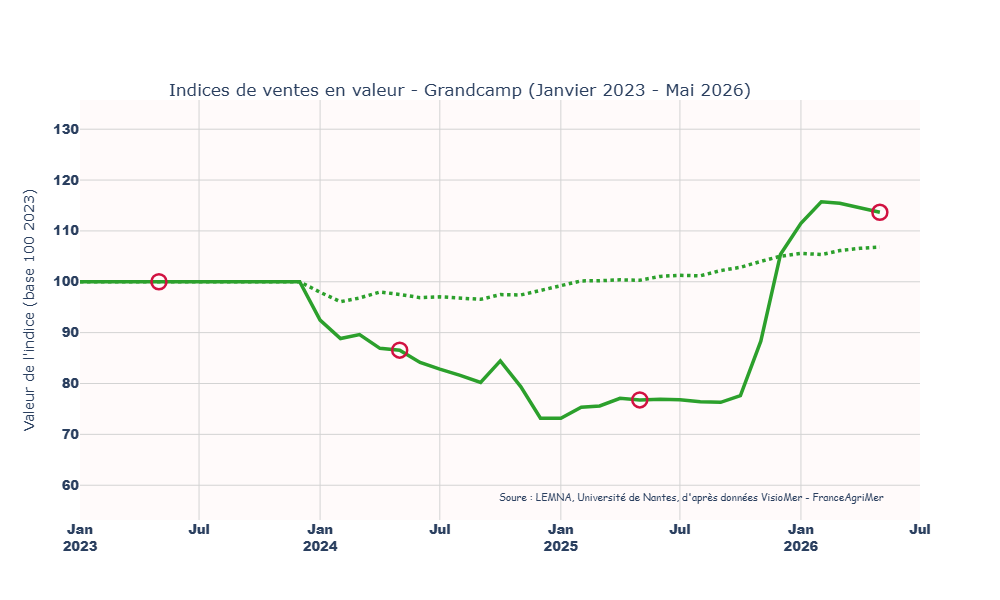 Indices de ventes en valeur - Grandcamp (Janvier 2023 - Mai 2026)
Valeur de l'indice (base 100 2023)
130
120
110
100
90
80
70
60
Soure : LEMNA, Université de Nantes, d'après données VisioMer - FranceAgriMer
Jan Jul Jan Jul Jan Jul Jan Jul
2023 2024 2025 2026